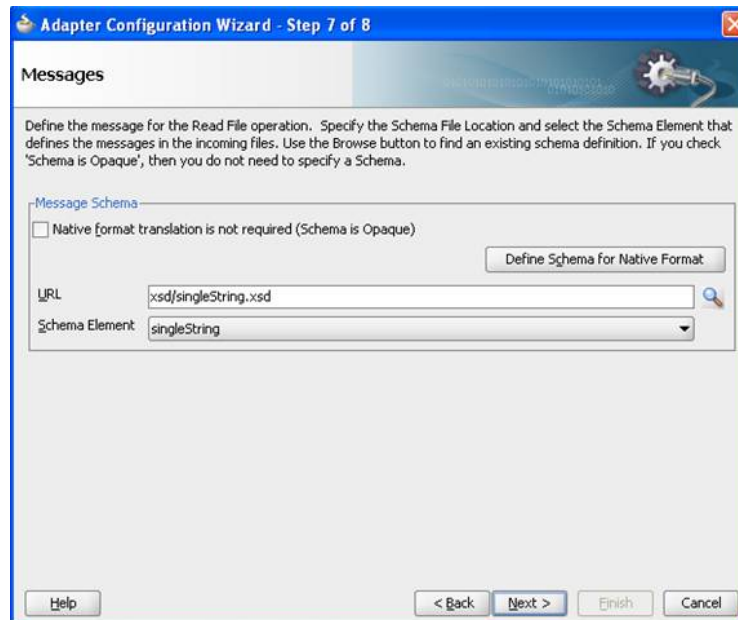 Adapter Configuration Wizard - Step 7 of 8
Messages
Define the message for the Read File operation. Specify the Schema File Location and select the Schema Element that
defines the messages in the incoming files. Use the Browse button to find an existing schema definition. If you check
'Schema is Opaque', then you do not need to specify a Schema.
Message Schema
Native format translation is not required (Schema is Opaque)
Define Schema for Native Format
URL xsd/singleString.xsd
Schema Element singleString
Help < Back Next > Finish Cancel